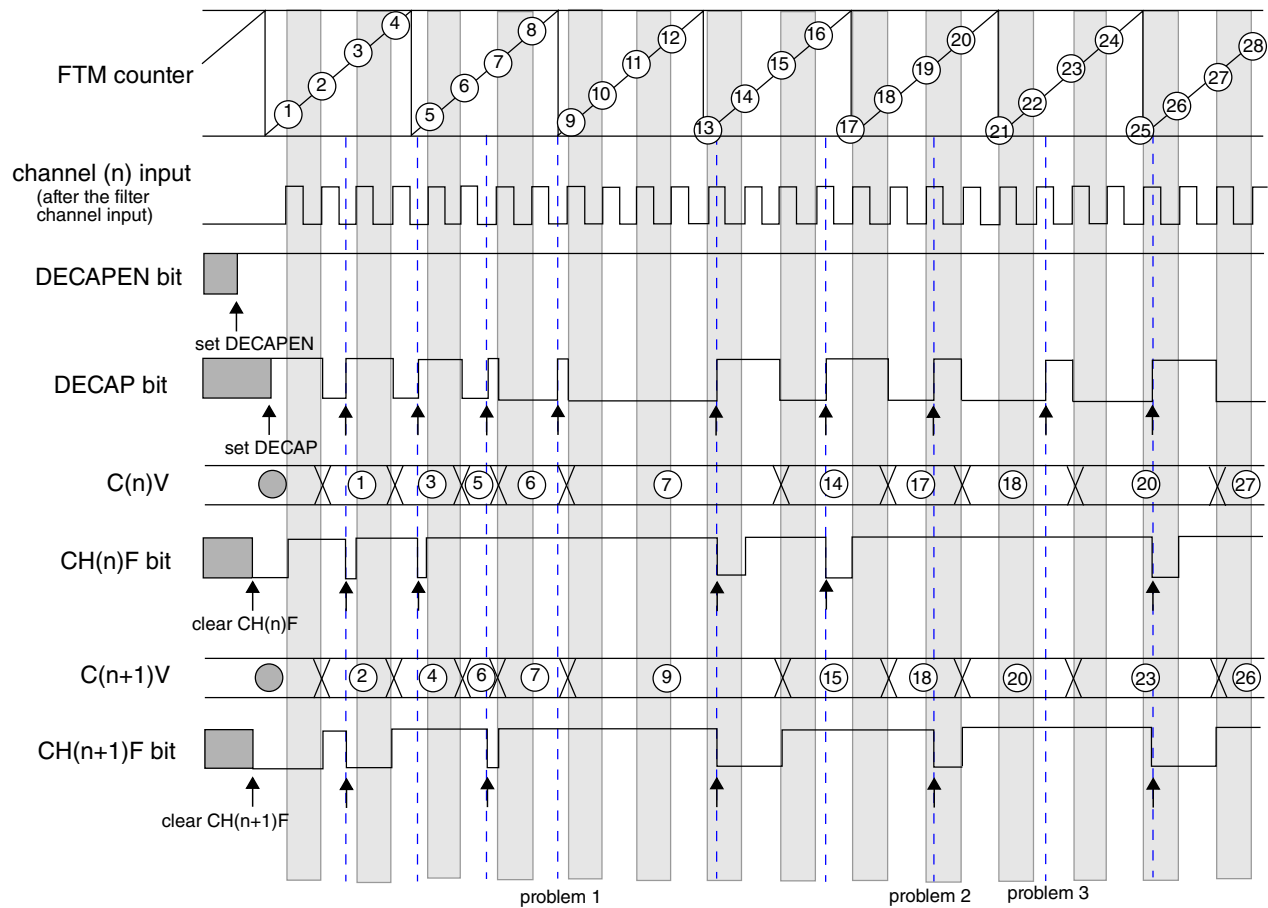 4 8 12 16 20 24 28
3 7 11 15 19 23 27
FTM counter
2 6 10 14 18 22 26
1 5 9 13 17 21 25
channel (n) input
(after the filter
channel input)
DECAPEN bit
set DECAPEN
DECAP bit
set DECAP
C(n)V 1 3 5 6 7 14 17 18 20 27
CH(n)F bit
clear CH(n)F
C(n+1)V 2 4 6 7 9 15 18 20 23 26
CH(n+1)F bit
clear CH(n+1)F
problem 1 problem 2 problem 3